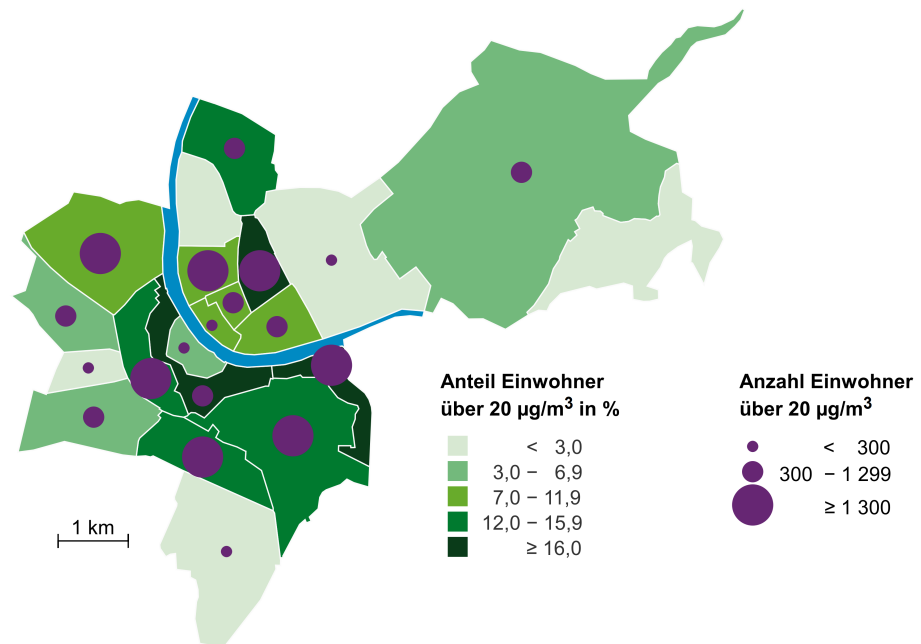 Anteil Einwohner
über 20 µg/m³ in %
< 3,0
3,0 – 6,9
7,0 – 11,9
12,0 – 15,9
≥ 16,0
Anzahl Einwohner
über 20 µg/m³
< 300
300 – 1 299
≥ 1 300
1 km